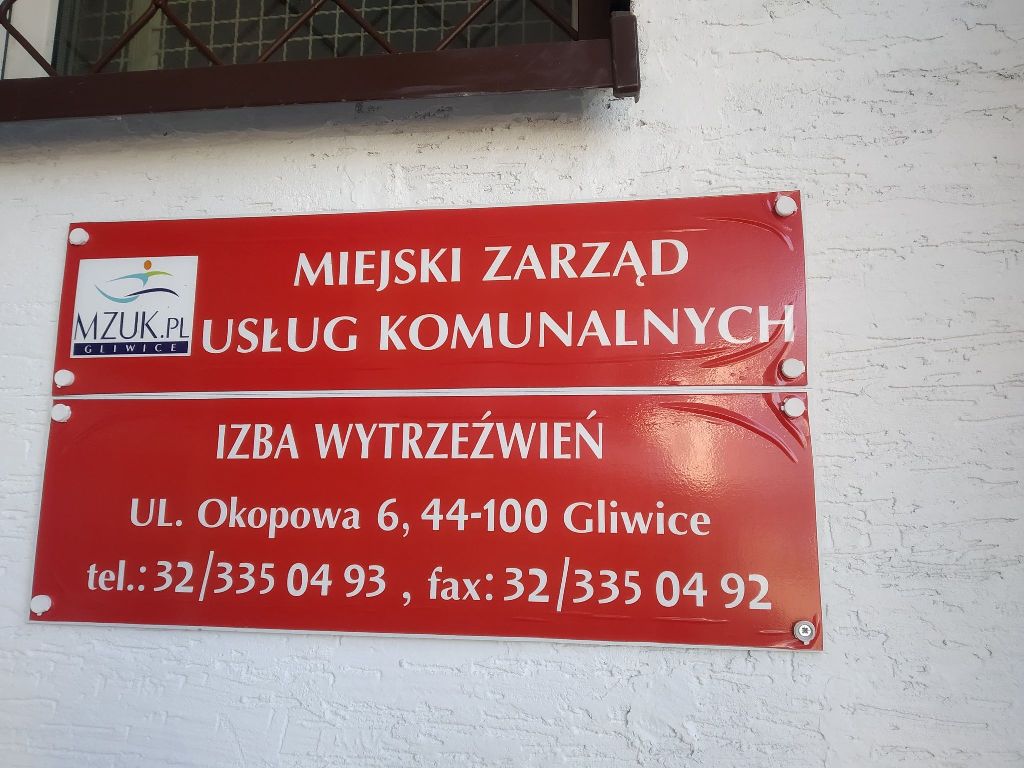 MZUK.PL
GLIWICE
MIEJSKI ZARZĄD
USŁUG KOMUNALNYCH
IZBA WYTRZEŹWIEŃ
UL. Okopowa 6, 44-100 Gliwice
tel.: 32/335 04 93 , fax: 32/335 04 92